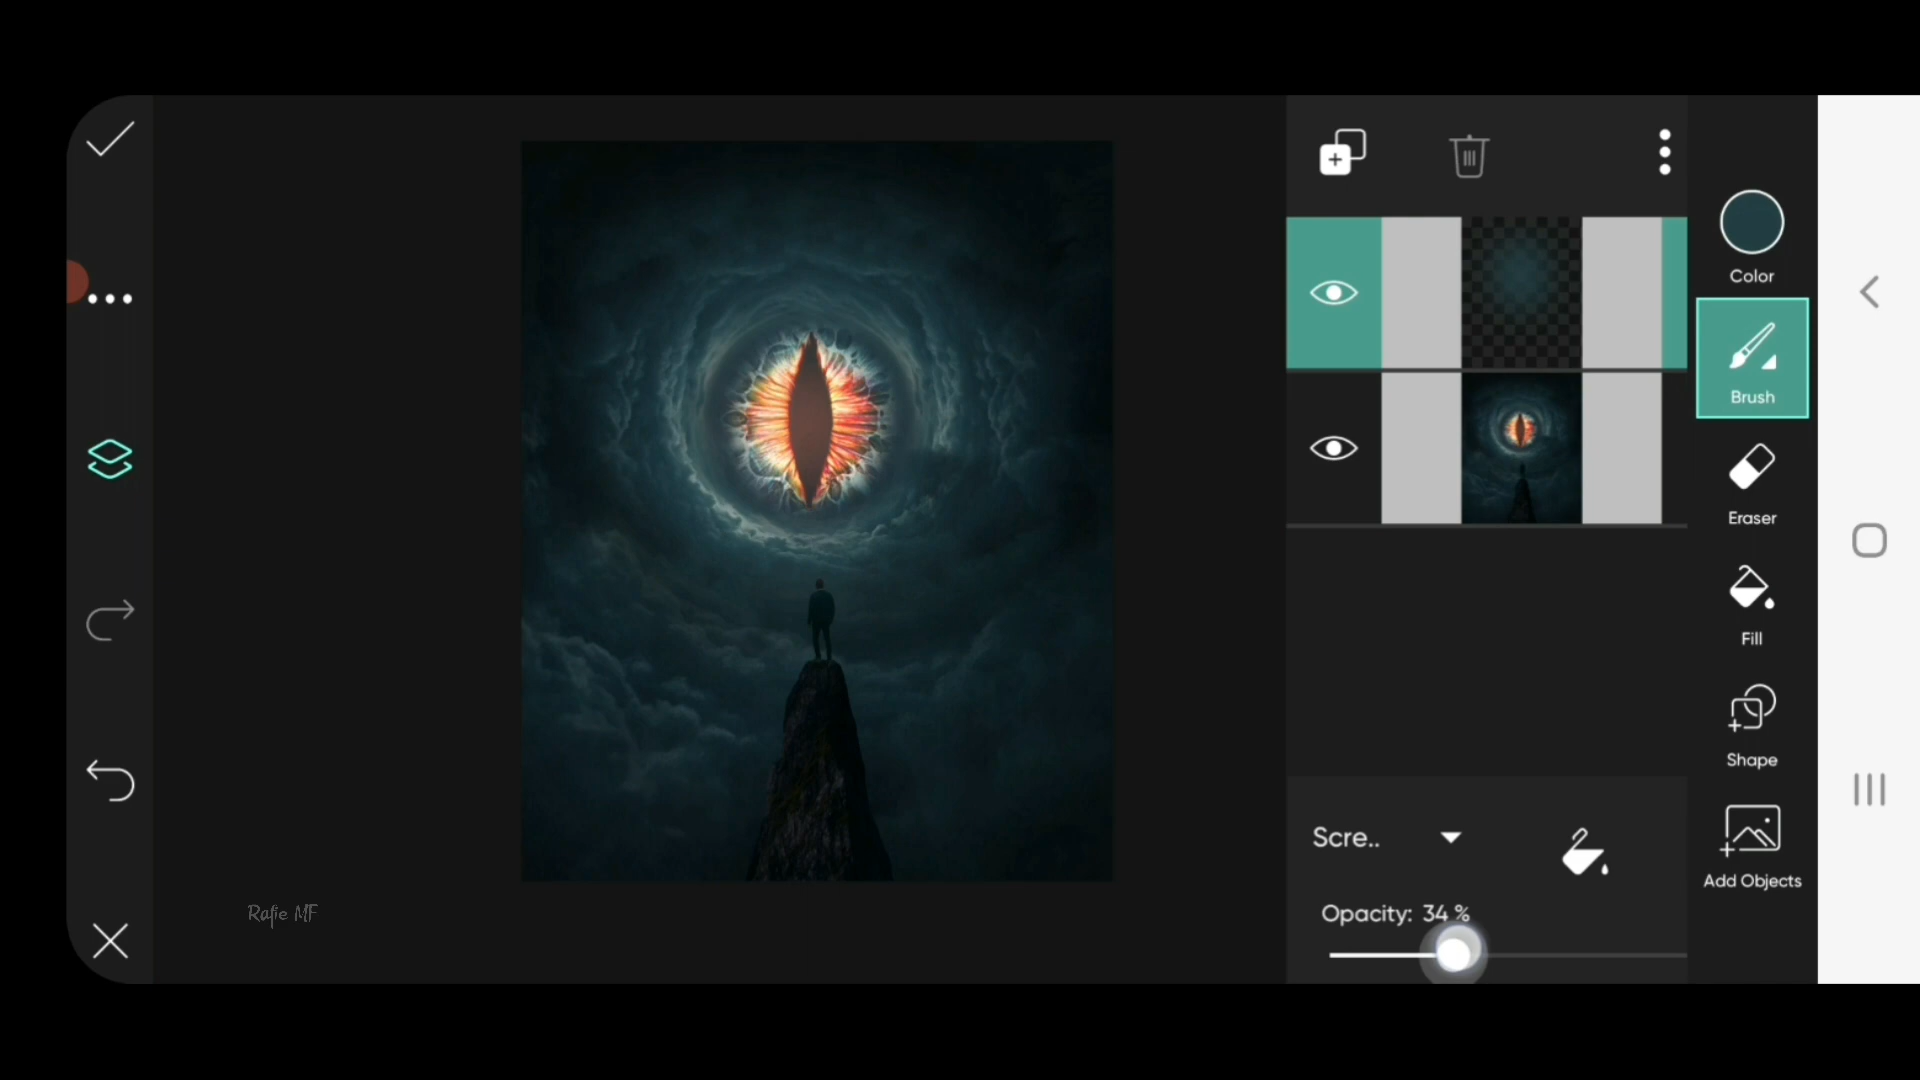 Color
Brush
Eraser
Fill
Shape
Add Objects
Scre..
Opacity: 34 %
Rafie MF